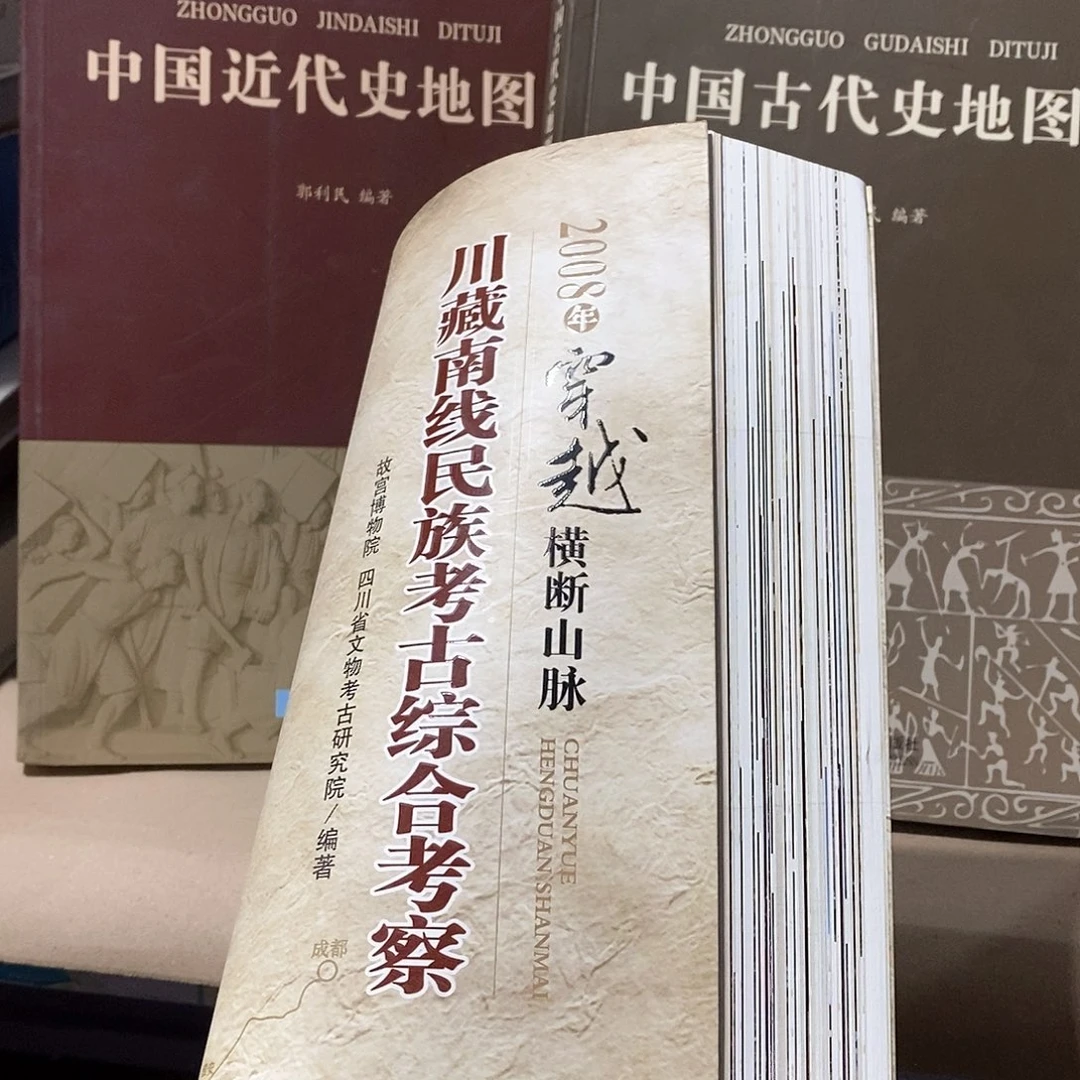 ZHONGGUO JINDAISHI DITUJI
中国近代史地图
郭利民 编著
ZHONGGUO GUDAISHI DITUJI
中国古代史地图
民 编著
2008年
穿越
横断山脉
CHUANYUE
HENGDUAN SHANMAI
川藏南线民族考古综合考察
故宫博物院 四川省文物考古研究院/编著
成都